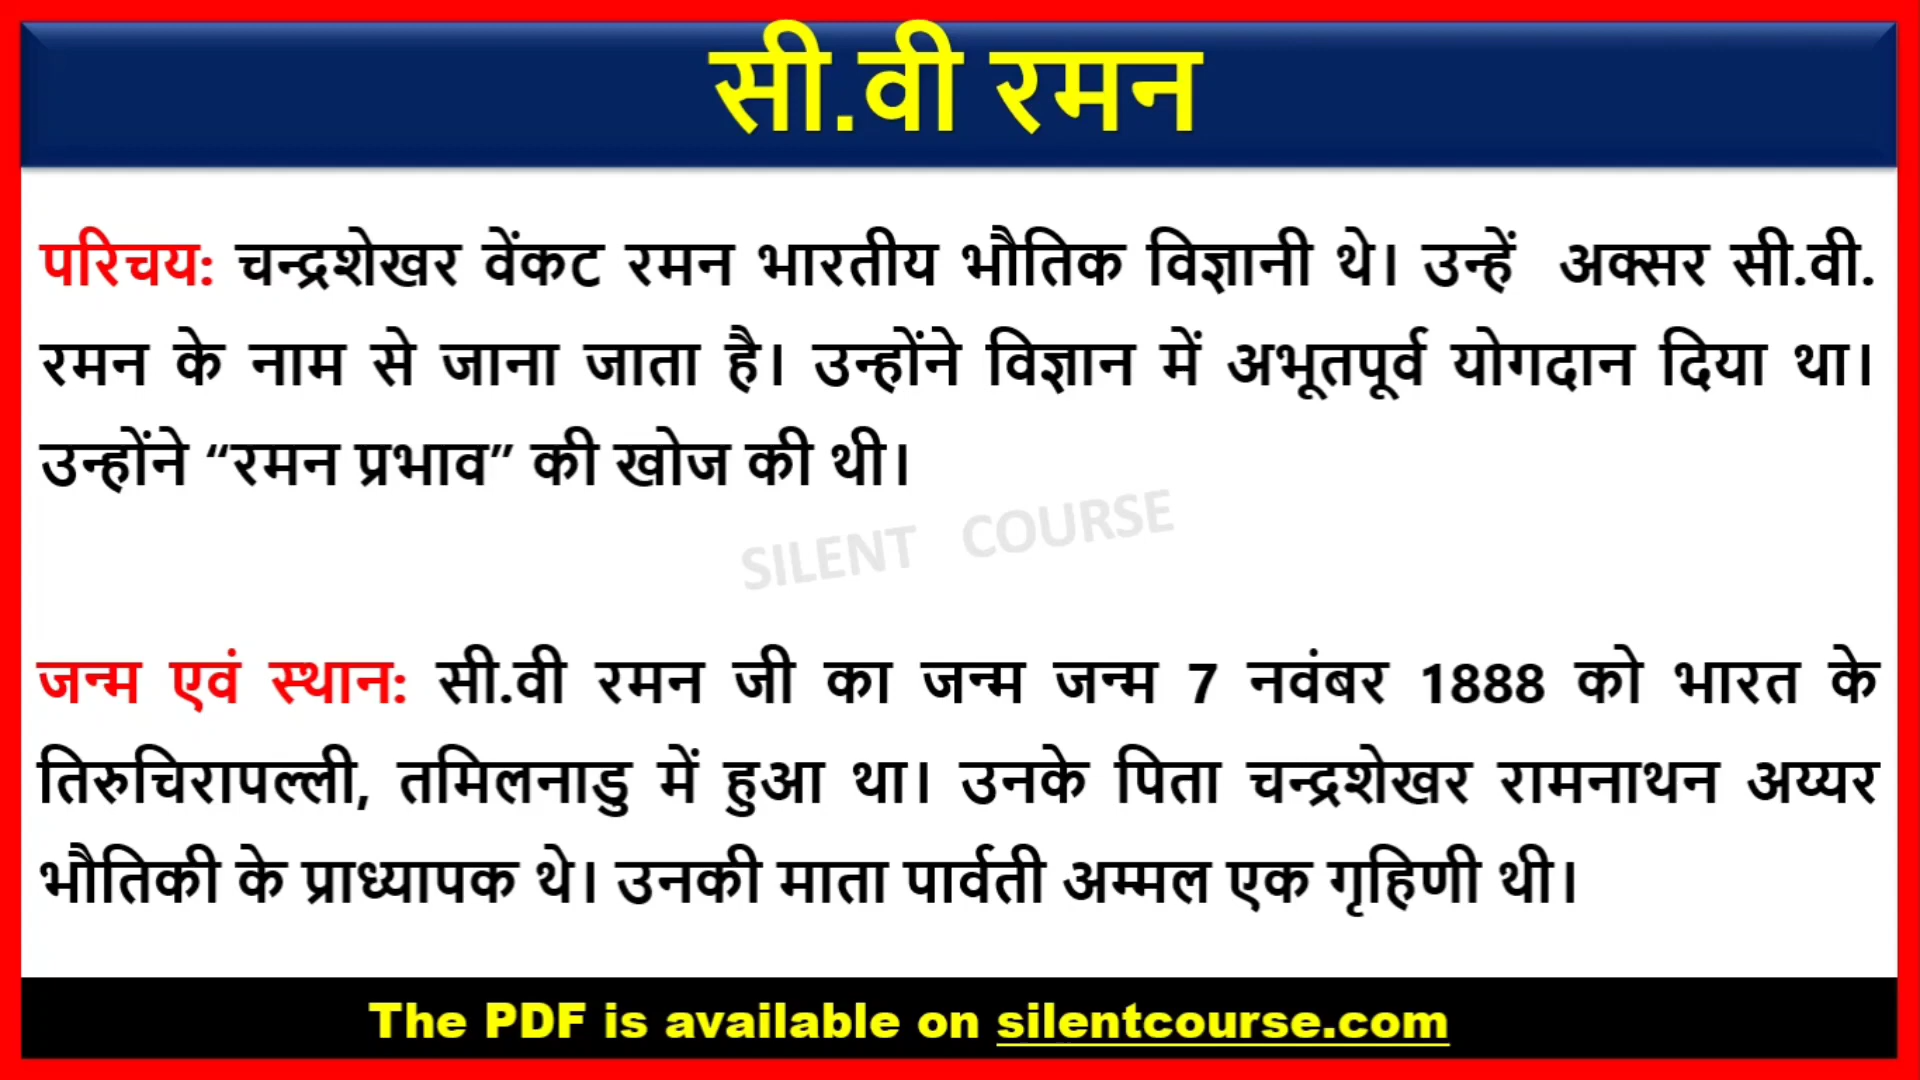 सी.वी रमन
परिचय: चन्द्रशेखर वेंकट रमन भारतीय भौतिक विज्ञानी थे। उन्हें अक्सर सी.वी.
रमन के नाम से जाना जाता है। उन्होंने विज्ञान में अभूतपूर्व योगदान दिया था।
उन्होंने “रमन प्रभाव” की खोज की थी।
SILENT COURSE
जन्म एवं स्थान: सी.वी रमन जी का जन्म जन्म 7 नवंबर 1888 को भारत के
तिरुचिरापल्ली, तमिलनाडु में हुआ था। उनके पिता चन्द्रशेखर रामनाथन अय्यर
भौतिकी के प्राध्यापक थे। उनकी माता पार्वती अम्मल एक गृहिणी थी।
The PDF is available on silentcourse.com